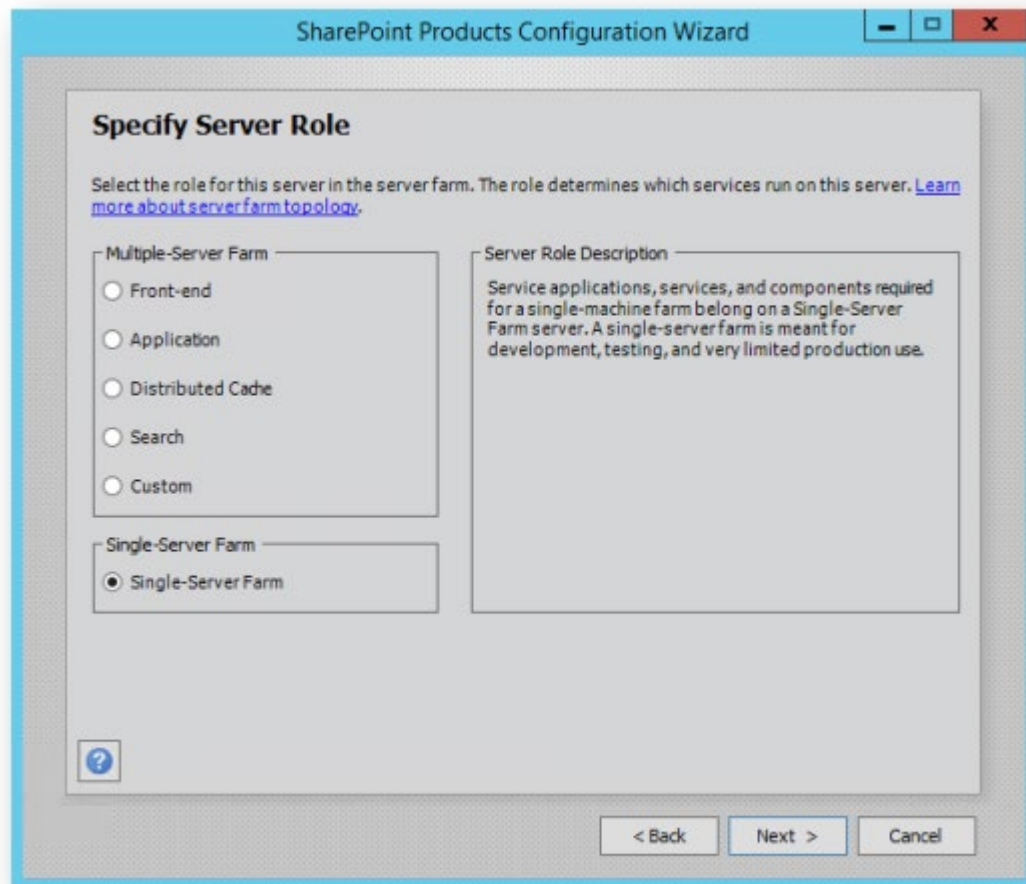 SharePoint Products Configuration Wizard
Specify Server Role
Select the role for this server in the server farm. The role determines which services run on this server. Learn
more about server farm topology.
Multiple-Server Farm
Front-end
Application
Distributed Cache
Search
Custom
Single-Server Farm
Single-Server Farm
Server Role Description
Service applications, services, and components required
for a single-machine farm belong on a Single-Server
Farm server. A single-server farm is meant for
development, testing, and very limited production use.
?
< Back
Next >
Cancel